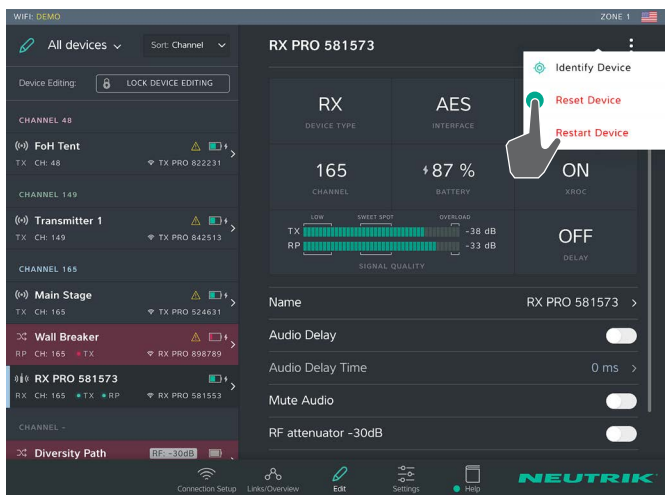 WIFI: DEMO
ZONE 1
All devices
Sort: Channel
Device Editing:
LOCK DEVICE EDITING
CHANNEL 48
FoH Tent
TX CH: 48
TX PRO 822231
CHANNEL 149
Transmitter 1
TX CH: 149
TX PRO 842513
CHANNEL 165
Main Stage
TX CH: 165
TX PRO 524631
Wall Breaker
RP CH: 165 TX
RX PRO 898789
RX PRO 581573
RX CH: 165 TX RP
RX PRO 581553
CHANNEL -
Diversity Path
RF: -30dB
RX PRO 581573
Identify Device
Reset Device
Restart Device
RX
DEVICE TYPE
AES
INTERFACE
165
CHANNEL
87 %
BATTERY
ON
XROC
LOW SWEET SPOT OVERLOAD
TX -38 dB
RP -33 dB
SIGNAL QUALITY
OFF
DELAY
Name RX PRO 581573
Audio Delay
Audio Delay Time 0 ms
Mute Audio
RF attenuator -30dB
Connection Setup
Links/Overview
Edit
Settings
Help
NEUTRIK